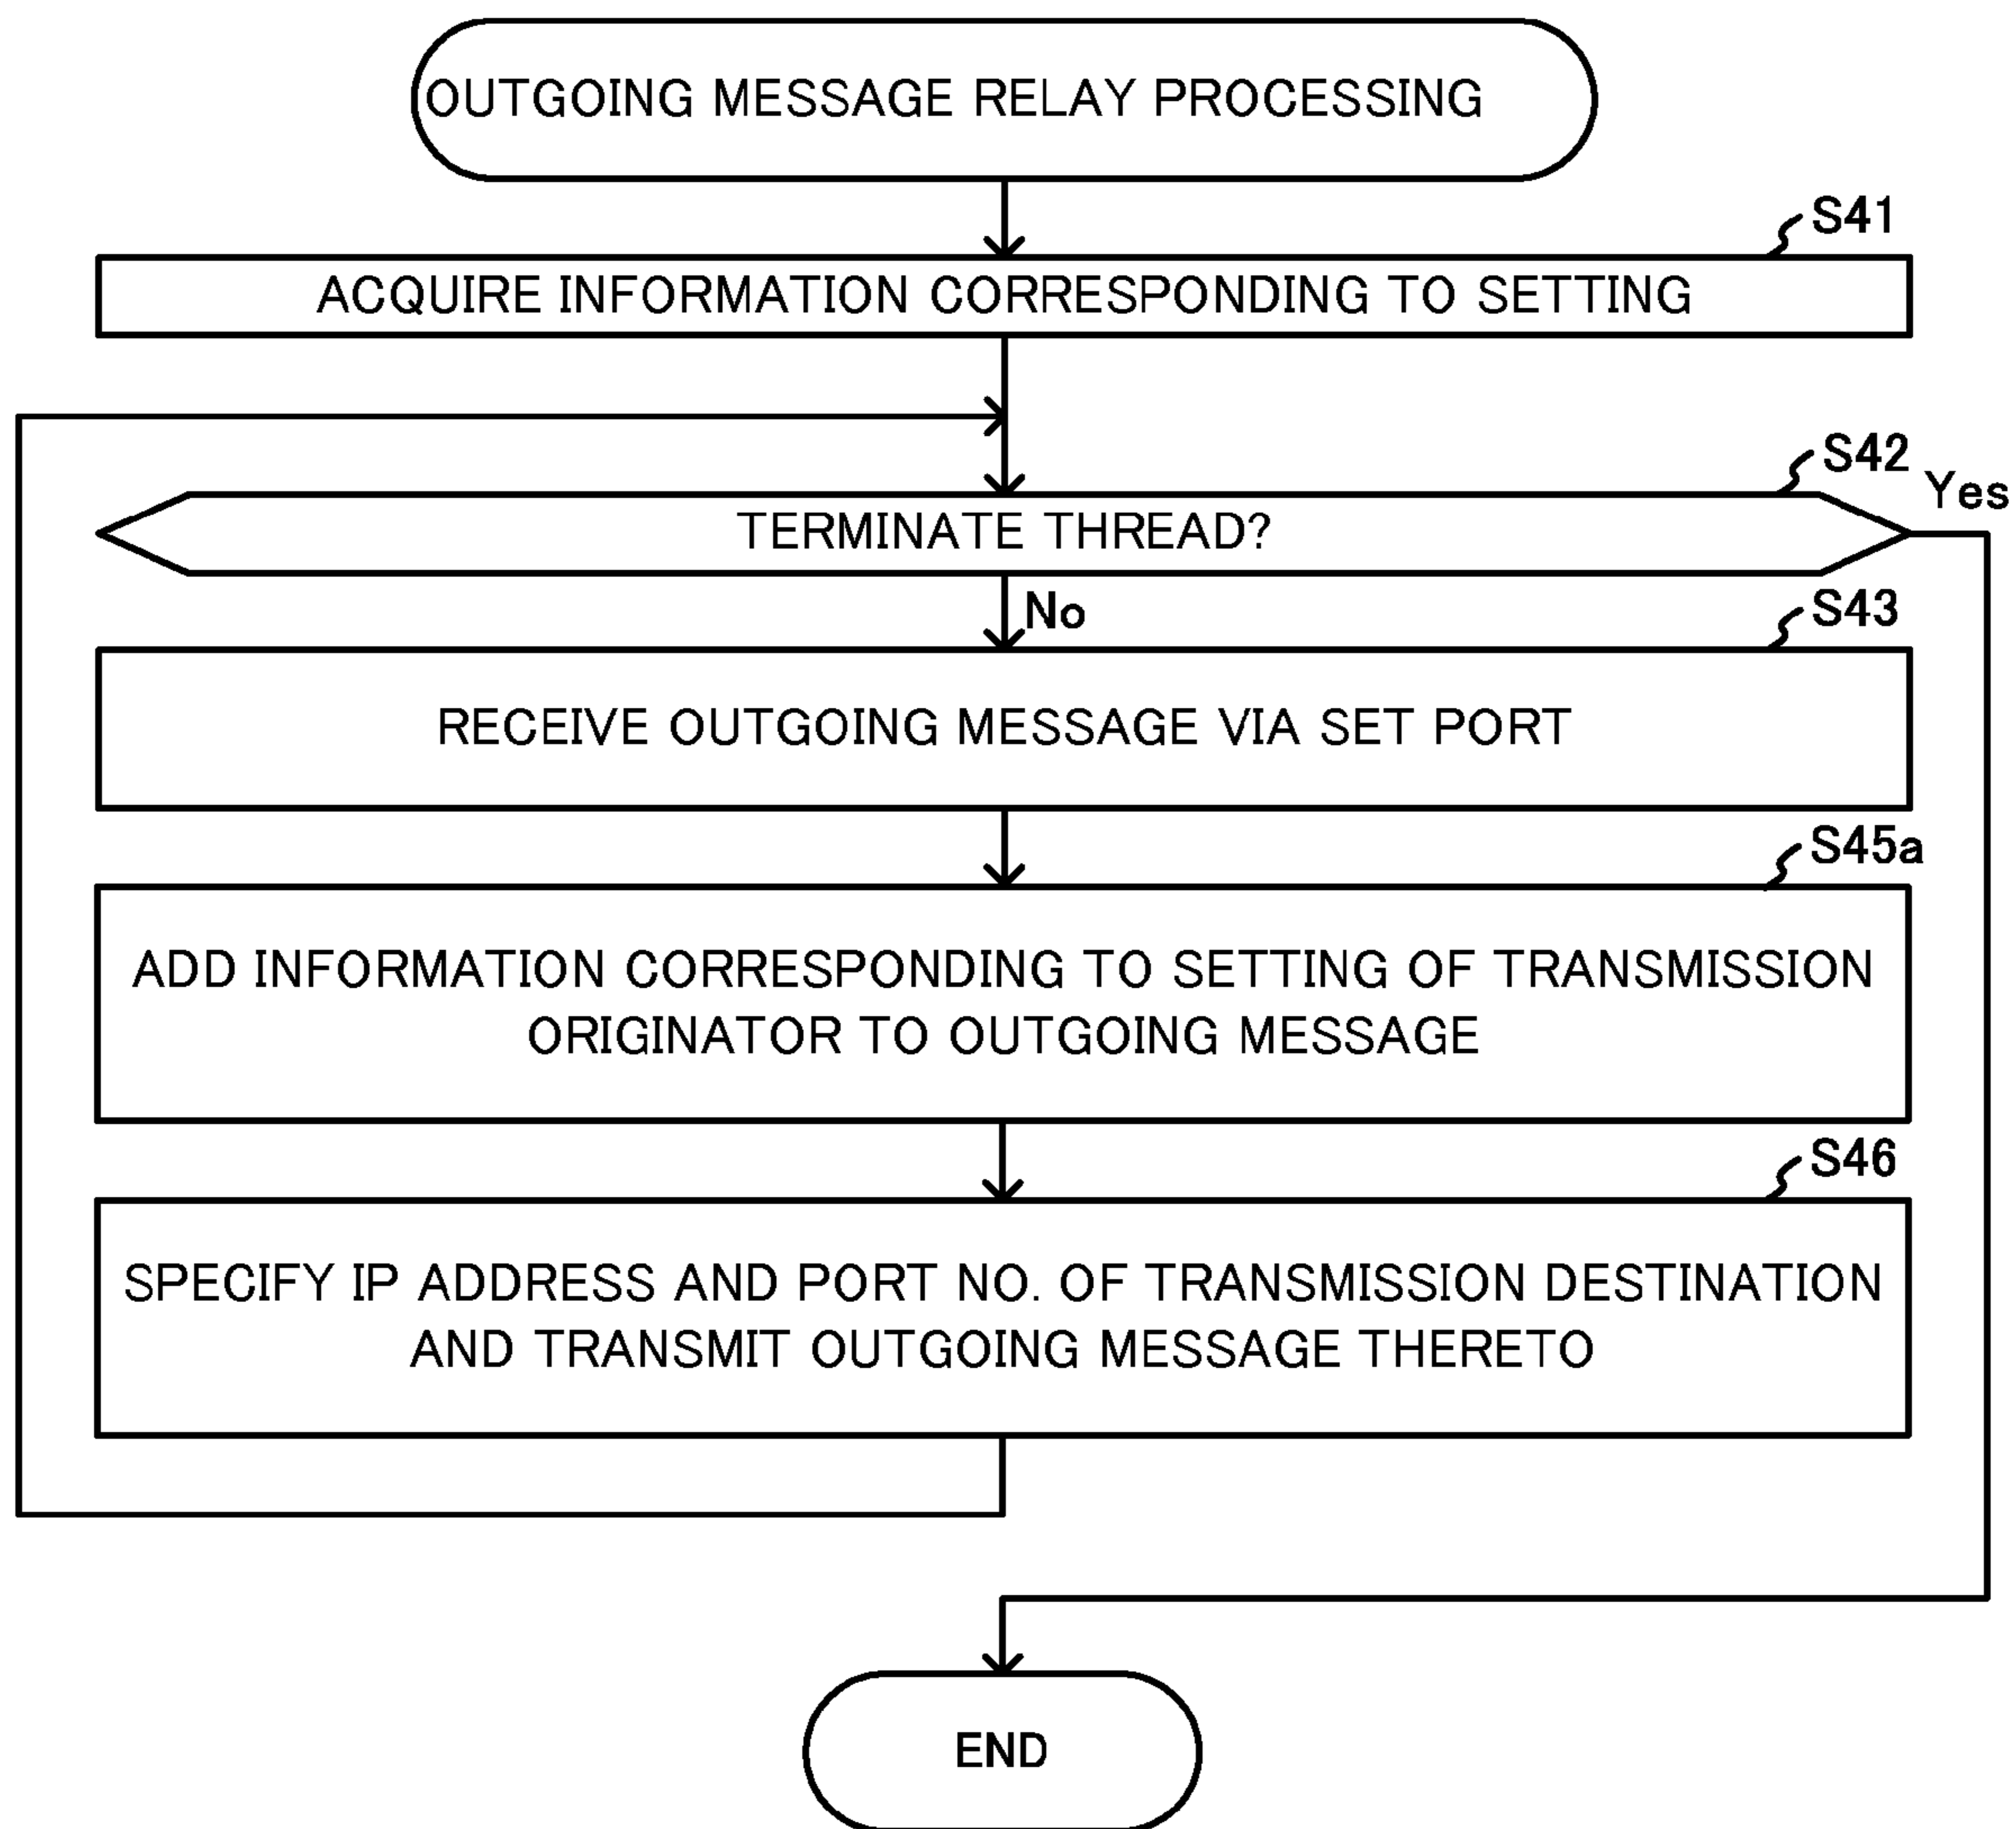 OUTGOING MESSAGE RELAY PROCESSING
S41
ACQUIRE INFORMATION CORRESPONDING TO SETTING
S42
Yes
TERMINATE THREAD?
No
S43
RECEIVE OUTGOING MESSAGE VIA SET PORT
S45a
ADD INFORMATION CORRESPONDING TO SETTING OF TRANSMISSION
ORIGINATOR TO OUTGOING MESSAGE
S46
SPECIFY IP ADDRESS AND PORT NO. OF TRANSMISSION DESTINATION
AND TRANSMIT OUTGOING MESSAGE THERETO
END